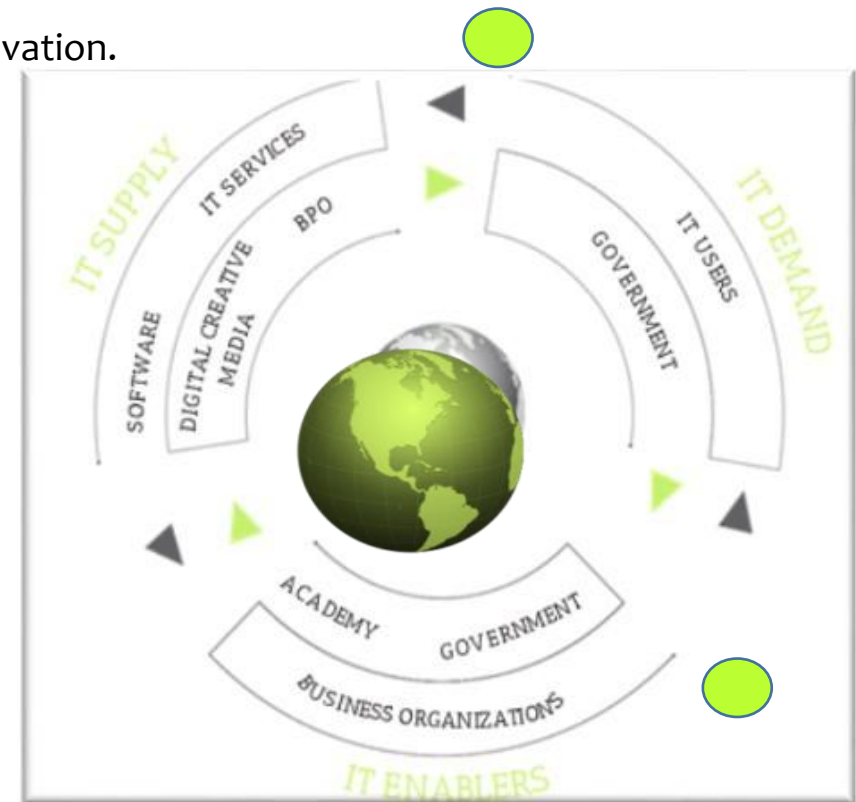 vation.
IT SUPPLY
IT SERVICES
SOFTWARE
BPO
DIGITAL CREATIVE
MEDIA
IT DEMAND
IT USERS
GOVERNMENT
ACADEMY
GOVERNMENT
BUSINESS ORGANIZATIONS
IT ENABLERS